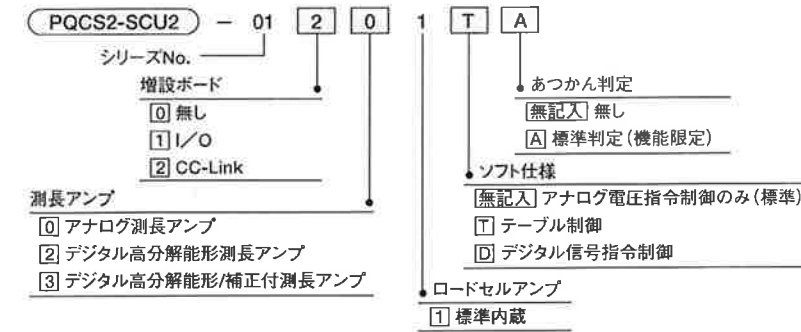 PQCS2-SCU2 － 01 2 0 1 T A
シリーズNo.
増設ボード
0 無し
1 I／O
2 CC-Link
測長アンプ
0 アナログ測長アンプ
2 デジタル高分解能形測長アンプ
3 デジタル高分解能形/補正付測長アンプ
あつかん判定
無記入 無し
A 標準判定(機能限定)
ソフト仕様
無記入 アナログ電圧指令制御のみ(標準)
T テーブル制御
D デジタル信号指令制御
ロードセルアンプ
1 標準内蔵